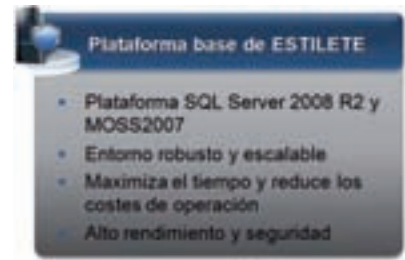 Plataforma base de ESTILETE
• Plataforma SQL Server 2008 R2 y
MOSS2007
• Entorno robusto y escalable
• Maximiza el tiempo y reduce los
costes de operación
• Alto rendimiento y seguridad